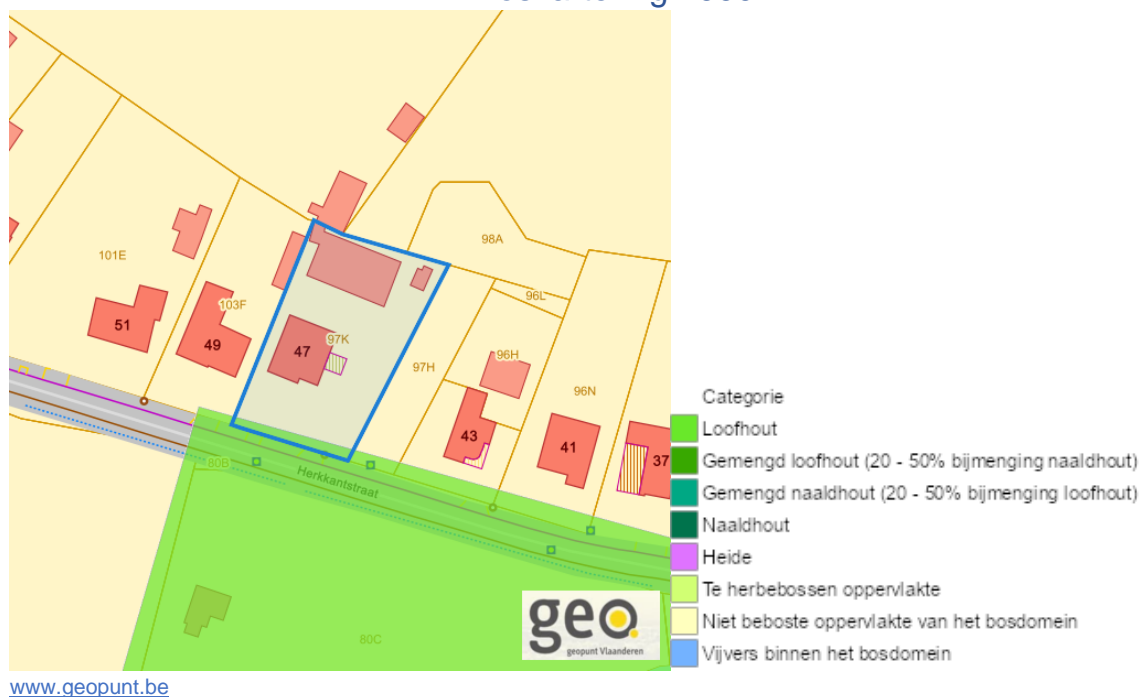 98A
101E
96L
103F
51
49
47
97K
97H
96H
96N
43
41
37
80B
Herkkantstraat
80C
geo.
geopunt Vlaanderen
Categorie
Loofhout
Gemengd loofhout (20 - 50% bijmenging naaldhout)
Gemengd naaldhout (20 - 50% bijmenging loofhout)
Naaldhout
Heide
Te herbebossen oppervlakte
Niet beboste oppervlakte van het bosdomein
Vijvers binnen het bosdomein
www.geopunt.be